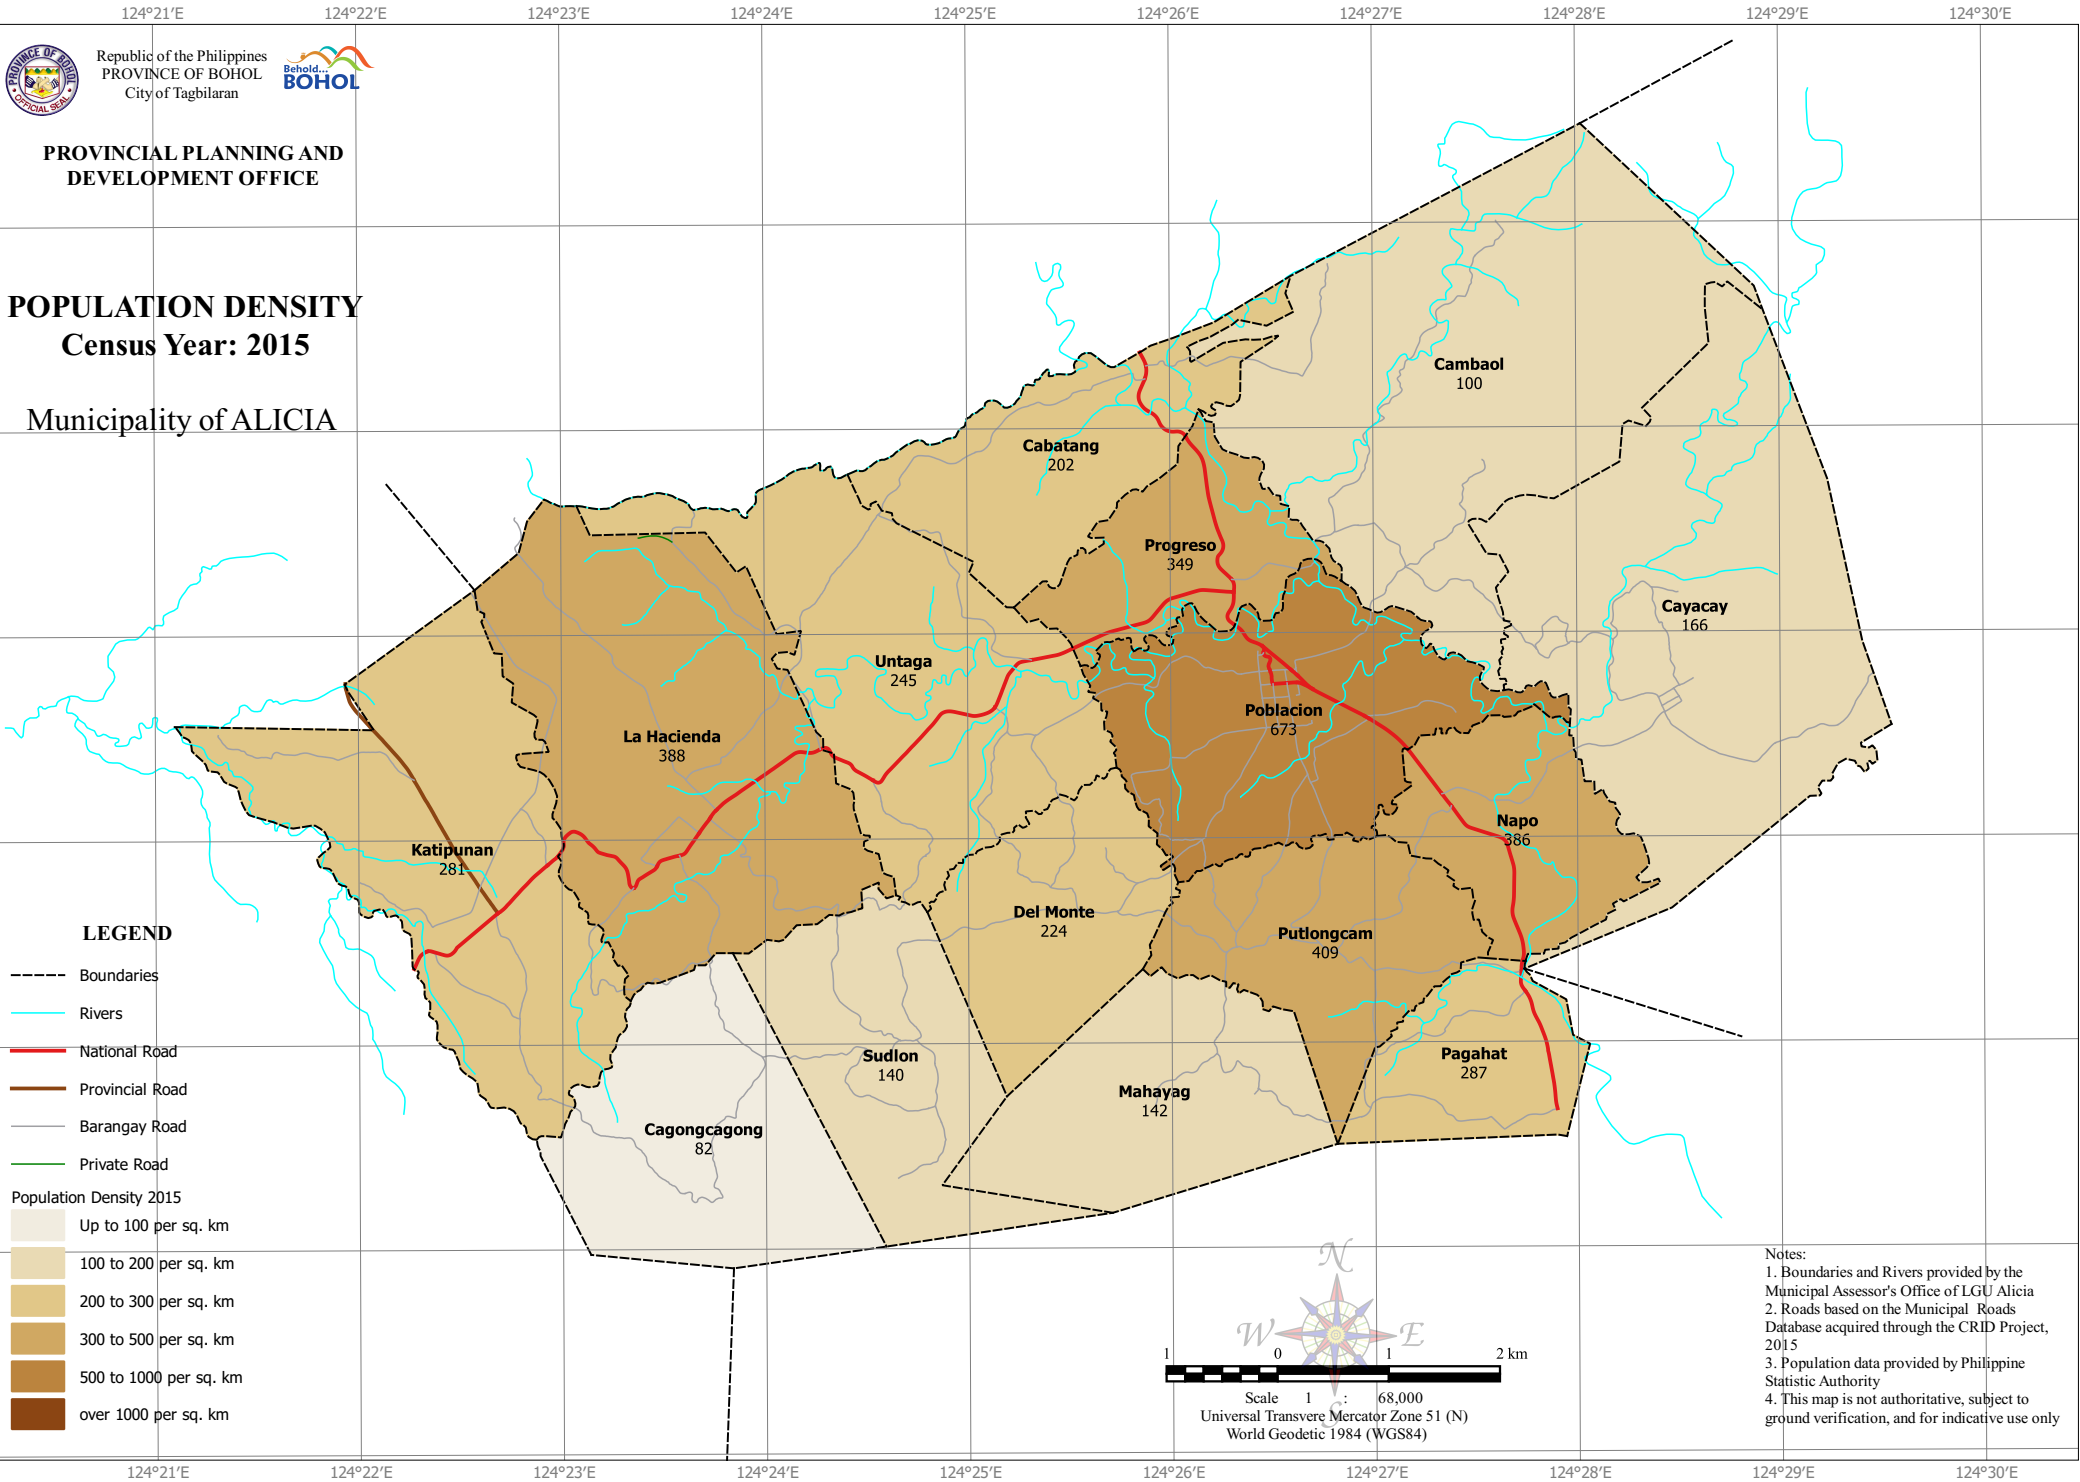 124°21′E 124°22′E 124°23′E 124°24′E 124°25′E 124°26′E 124°27′E 124°28′E 124°29′E 124°30′E
PROVINCE OF BOHOL
OFFICIAL SEAL
Republic of the Philippines
PROVINCE OF BOHOL
City of Tagbilaran
Behold...
BOHOL
PROVINCIAL PLANNING AND
DEVELOPMENT OFFICE
POPULATION DENSITY
Census Year: 2015
Municipality of ALICIA
Cambaol
100
Cabatang
202
Progreso
349
Cayacay
166
Untaga
245
Poblacion
673
La Hacienda
388
Napo
386
Katipunan
281
Del Monte
224
Putlongcam
409
Sudlon
140
Pagahat
287
Mahayag
142
Cagongcagong
82
LEGEND
Boundaries
Rivers
National Road
Provincial Road
Barangay Road
Private Road
Population Density 2015
Up to 100 per sq. km
100 to 200 per sq. km
200 to 300 per sq. km
300 to 500 per sq. km
500 to 1000 per sq. km
over 1000 per sq. km
N
W E
S
1 0 1 2 km
Scale 1 : 68,000
Universal Transvere Mercator Zone 51 (N)
World Geodetic 1984 (WGS84)
Notes:
1. Boundaries and Rivers provided by the
Municipal Assessor's Office of LGU Alicia
2. Roads based on the Municipal Roads
Database acquired through the CRID Project,
2015
3. Population data provided by Philippine
Statistic Authority
4. This map is not authoritative, subject to
ground verification, and for indicative use only
124°21′E 124°22′E 124°23′E 124°24′E 124°25′E 124°26′E 124°27′E 124°28′E 124°29′E 124°30′E